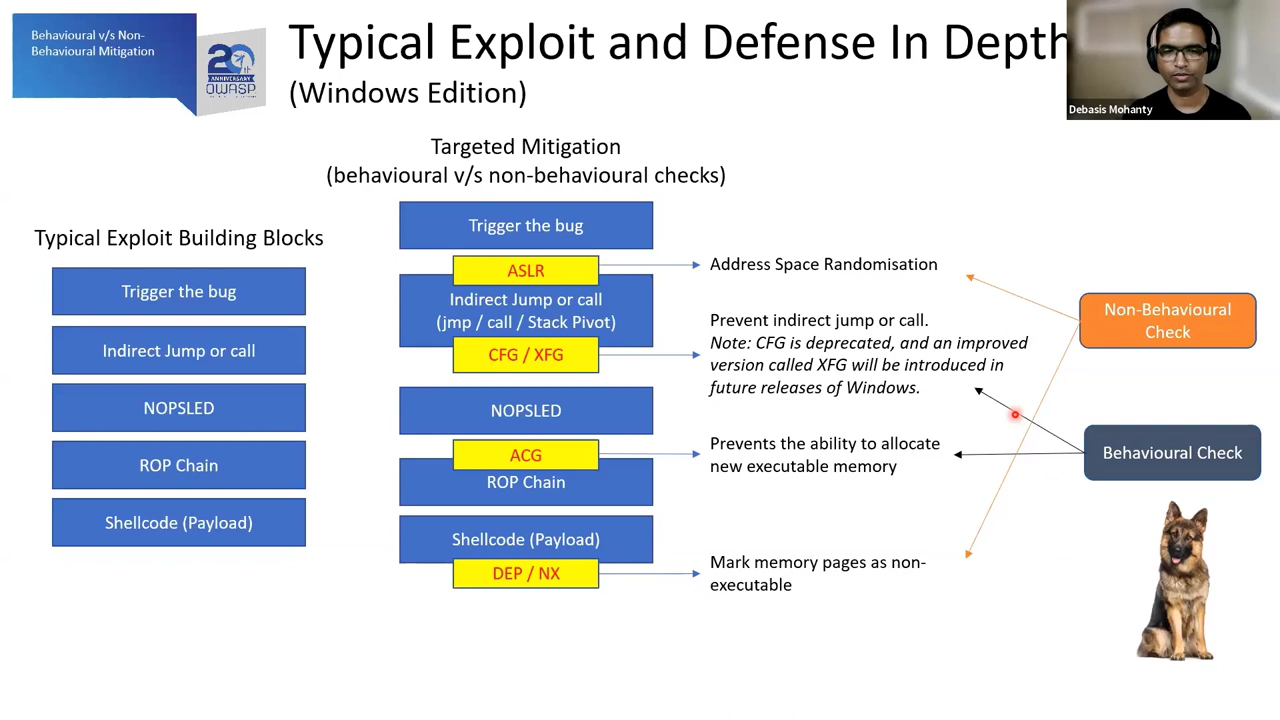 Behavioural v/s Non-
Behavioural Mitigation
20
ANNIVERSARY
OWASP
Typical Exploit and Defense In Depth
(Windows Edition)
Debasis Mohanty
Targeted Mitigation
(behavioural v/s non-behavioural checks)
Typical Exploit Building Blocks
Trigger the bug
Indirect Jump or call
NOPSLED
ROP Chain
Shellcode (Payload)
Trigger the bug
ASLR
Indirect Jump or call
(jmp / call / Stack Pivot)
CFG / XFG
NOPSLED
ACG
ROP Chain
Shellcode (Payload)
DEP / NX
Address Space Randomisation
Prevent indirect jump or call.
Note: CFG is deprecated, and an improved
version called XFG will be introduced in
future releases of Windows.
Prevents the ability to allocate
new executable memory
Mark memory pages as non-
executable
Non-Behavioural
Check
Behavioural Check